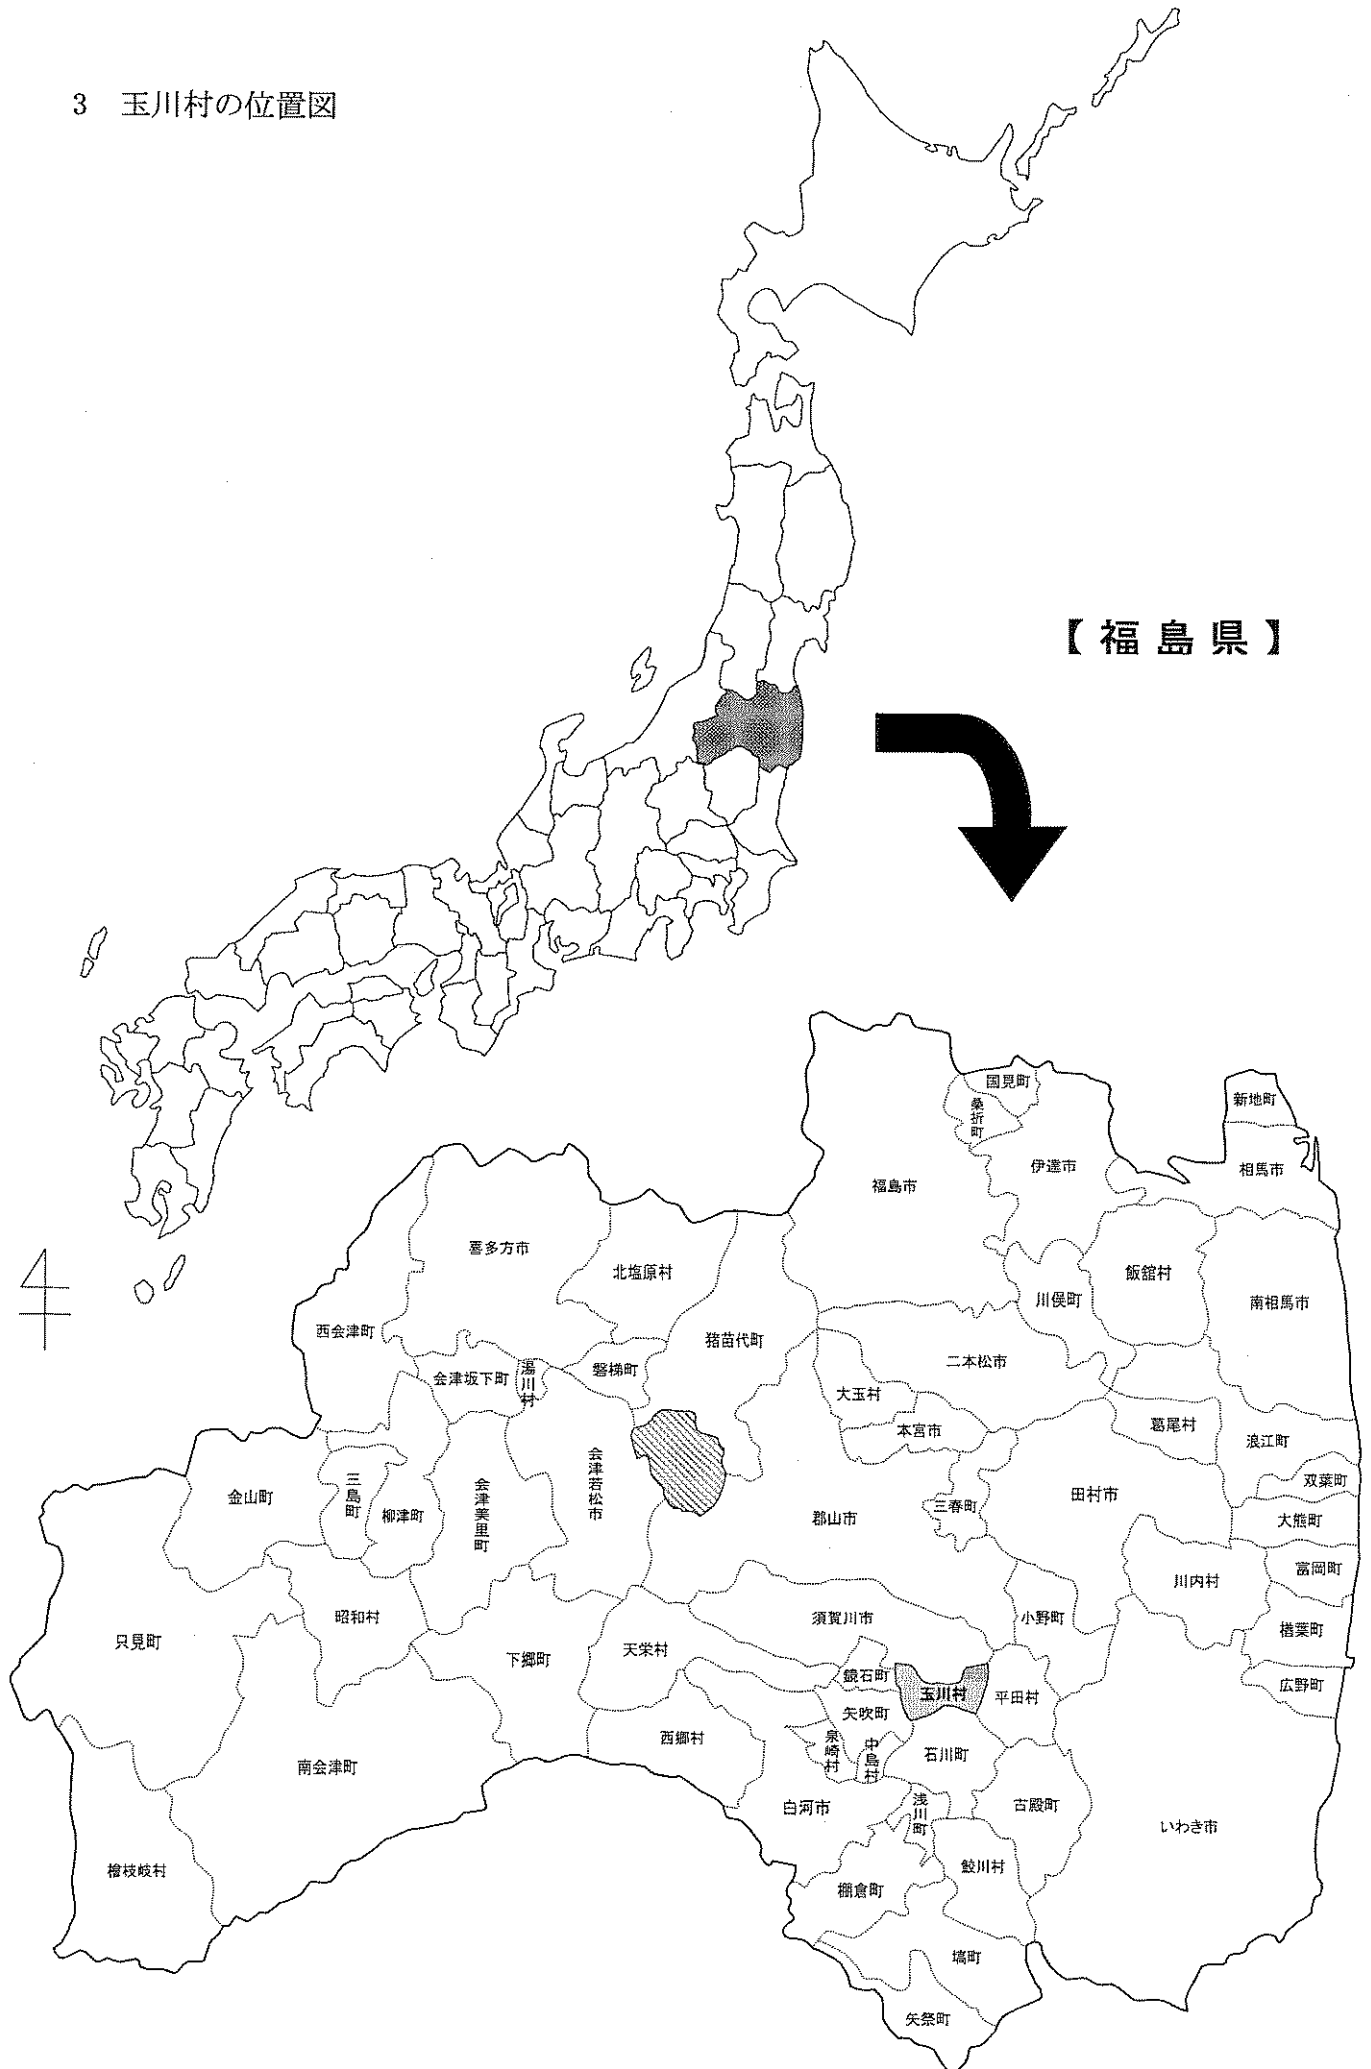 3 玉川村の位置図
【福島県】
国見町
桑折町
新地町
伊達市
相馬市
福島市
喜多方市
北塩原村
飯舘村
川俣町
南相馬市
西会津町
猪苗代町
二本松市
磐梯町
会津坂下町
湯川村
大玉村
本宮市
葛尾村
浪江町
双葉町
会津若松市
金山町
三島町
柳津町
会津美里町
三春町
田村市
大熊町
郡山市
富岡町
川内村
昭和村
須賀川市
小野町
楢葉町
只見町
天栄村
下郷町
鏡石町
玉川村
平田村
広野町
矢吹町
西郷村
泉崎村
中島村
石川町
南会津町
白河市
浅川町
古殿町
いわき市
檜枝岐村
鮫川村
棚倉町
塙町
矢祭町